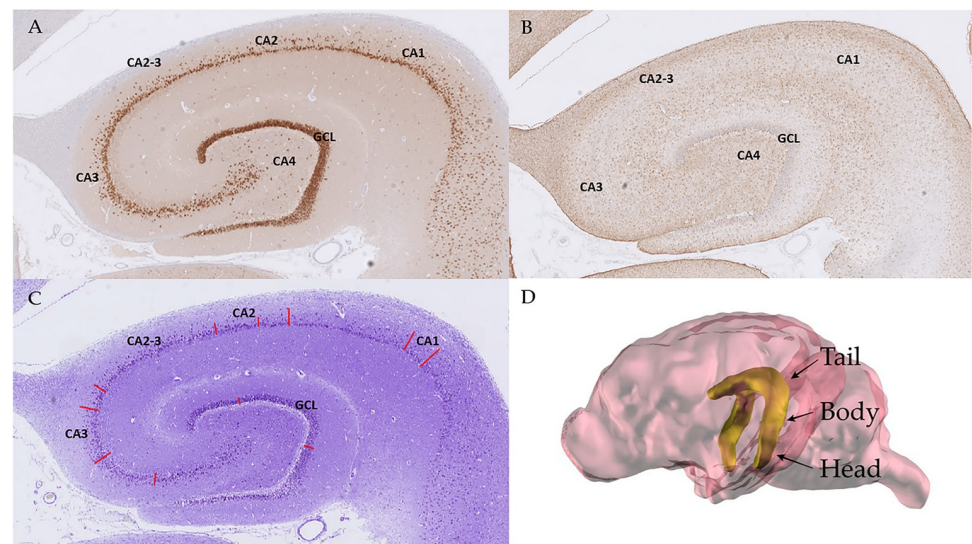 A
CA2
CA1
CA2-3
GCL
CA4
CA3
B
CA1
CA2-3
GCL
CA4
CA3
C
CA2
CA2-3
CA1
GCL
CA3
D
Tail
Body
Head